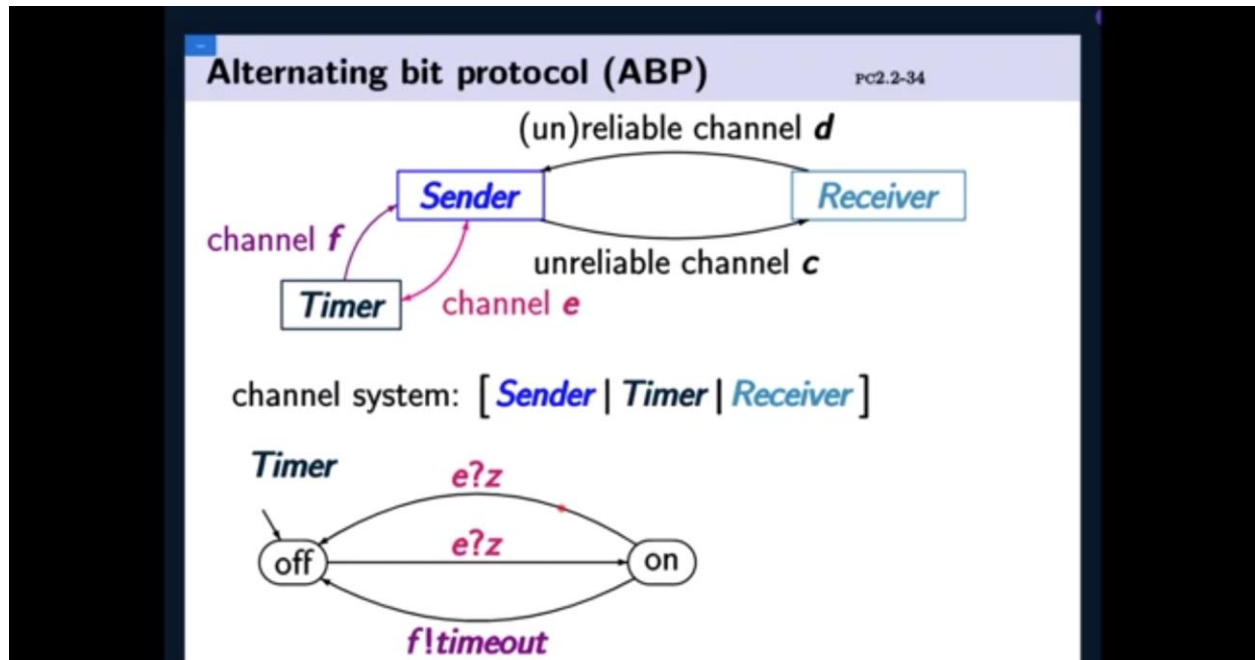 Alternating bit protocol (ABP)
PC2.2-34
(un)reliable channel d
Sender
Receiver
channel f
unreliable channel c
Timer
channel e
channel system: [ Sender | Timer | Receiver ]
Timer
e?z
e?z
off
on
f!timeout